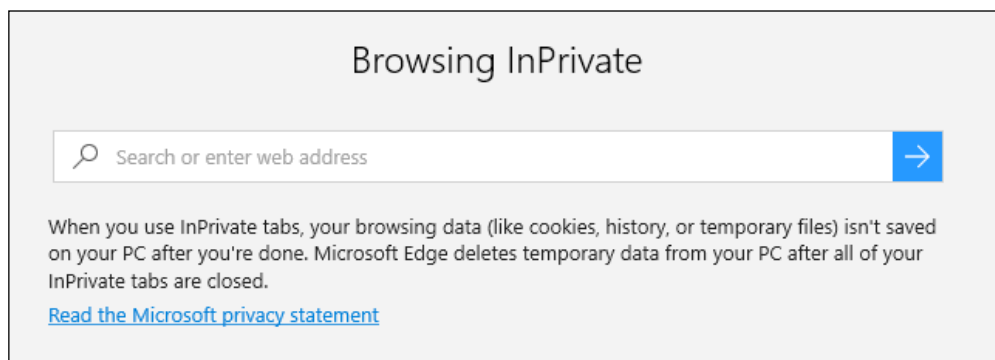 Browsing InPrivate
Search or enter web address
When you use InPrivate tabs, your browsing data (like cookies, history, or temporary files) isn't saved
on your PC after you're done. Microsoft Edge deletes temporary data from your PC after all of your
InPrivate tabs are closed.
Read the Microsoft privacy statement